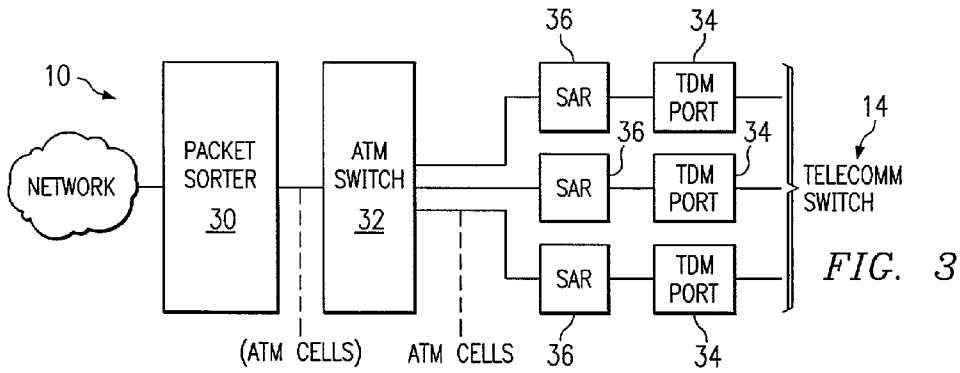 36
34
10
SAR
TDM
PORT
14
NETWORK
PACKET
SORTER
30
ATM
SWITCH
32
36
34
SAR
TDM
PORT
TELECOMM
SWITCH
SAR
TDM
PORT
FIG. 3
(ATM CELLS)
ATM CELLS
36
34